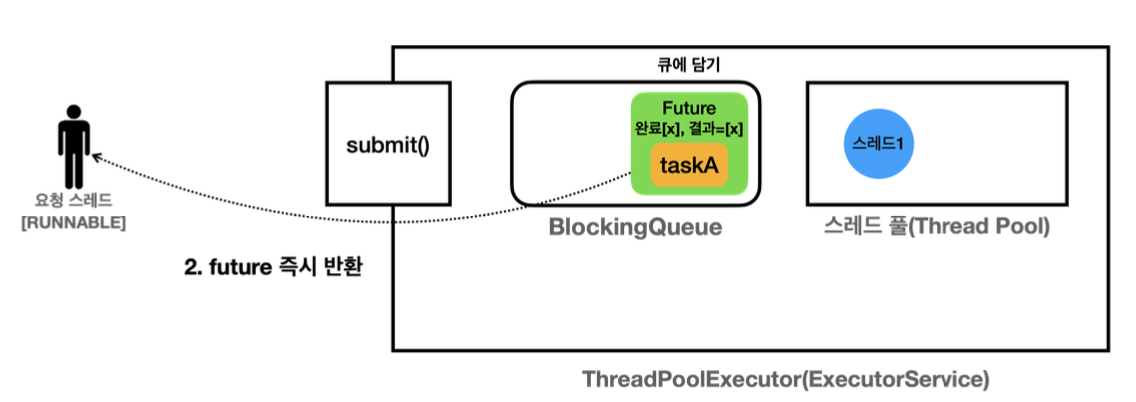 큐에 담기
Future
완료[x], 결과=[x]
taskA
submit()
스레드1
요청 스레드
[RUNNABLE]
BlockingQueue
스레드 풀(Thread Pool)
2. future 즉시 반환
ThreadPoolExecutor(ExecutorService)